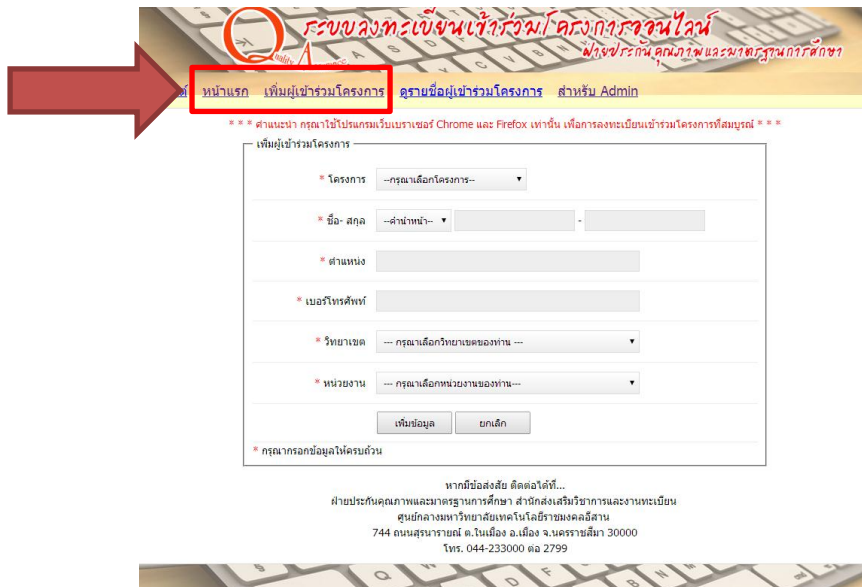 ระบบลงทะเบียนเข้าร่วมโครงการออนไลน์
Quality Assurance
ฝ่ายประกันคุณภาพและมาตรฐานการศึกษา
หน้าแรก เพิ่มผู้เข้าร่วมโครงการ ดูรายชื่อผู้เข้าร่วมโครงการ สำหรับ Admin
* * * คำแนะนำ กรุณาใช้โปรแกรมเว็บเบราเซอร์ Chrome และ Firefox เท่านั้น เพื่อการลงทะเบียนเข้าร่วมโครงการที่สมบูรณ์ * * *
เพิ่มผู้เข้าร่วมโครงการ
* โครงการ --กรุณาเลือกโครงการ--
* ชื่อ- สกุล --คำนำหน้า-- -
* ตำแหน่ง
* เบอร์โทรศัพท์
* วิทยาเขต --- กรุณาเลือกวิทยาเขตของท่าน ---
* หน่วยงาน --- กรุณาเลือกหน่วยงานของท่าน---
เพิ่มข้อมูล ยกเลิก
* กรุณากรอกข้อมูลให้ครบถ้วน
หากมีข้อสงสัย ติดต่อได้ที่...
ฝ่ายประกันคุณภาพและมาตรฐานการศึกษา สำนักส่งเสริมวิชาการและงานทะเบียน
ศูนย์กลางมหาวิทยาลัยเทคโนโลยีราชมงคลอีสาน
744 ถนนสุรนารายณ์ ต.ในเมือง อ.เมือง จ.นครราชสีมา 30000
โทร. 044-233000 ต่อ 2799